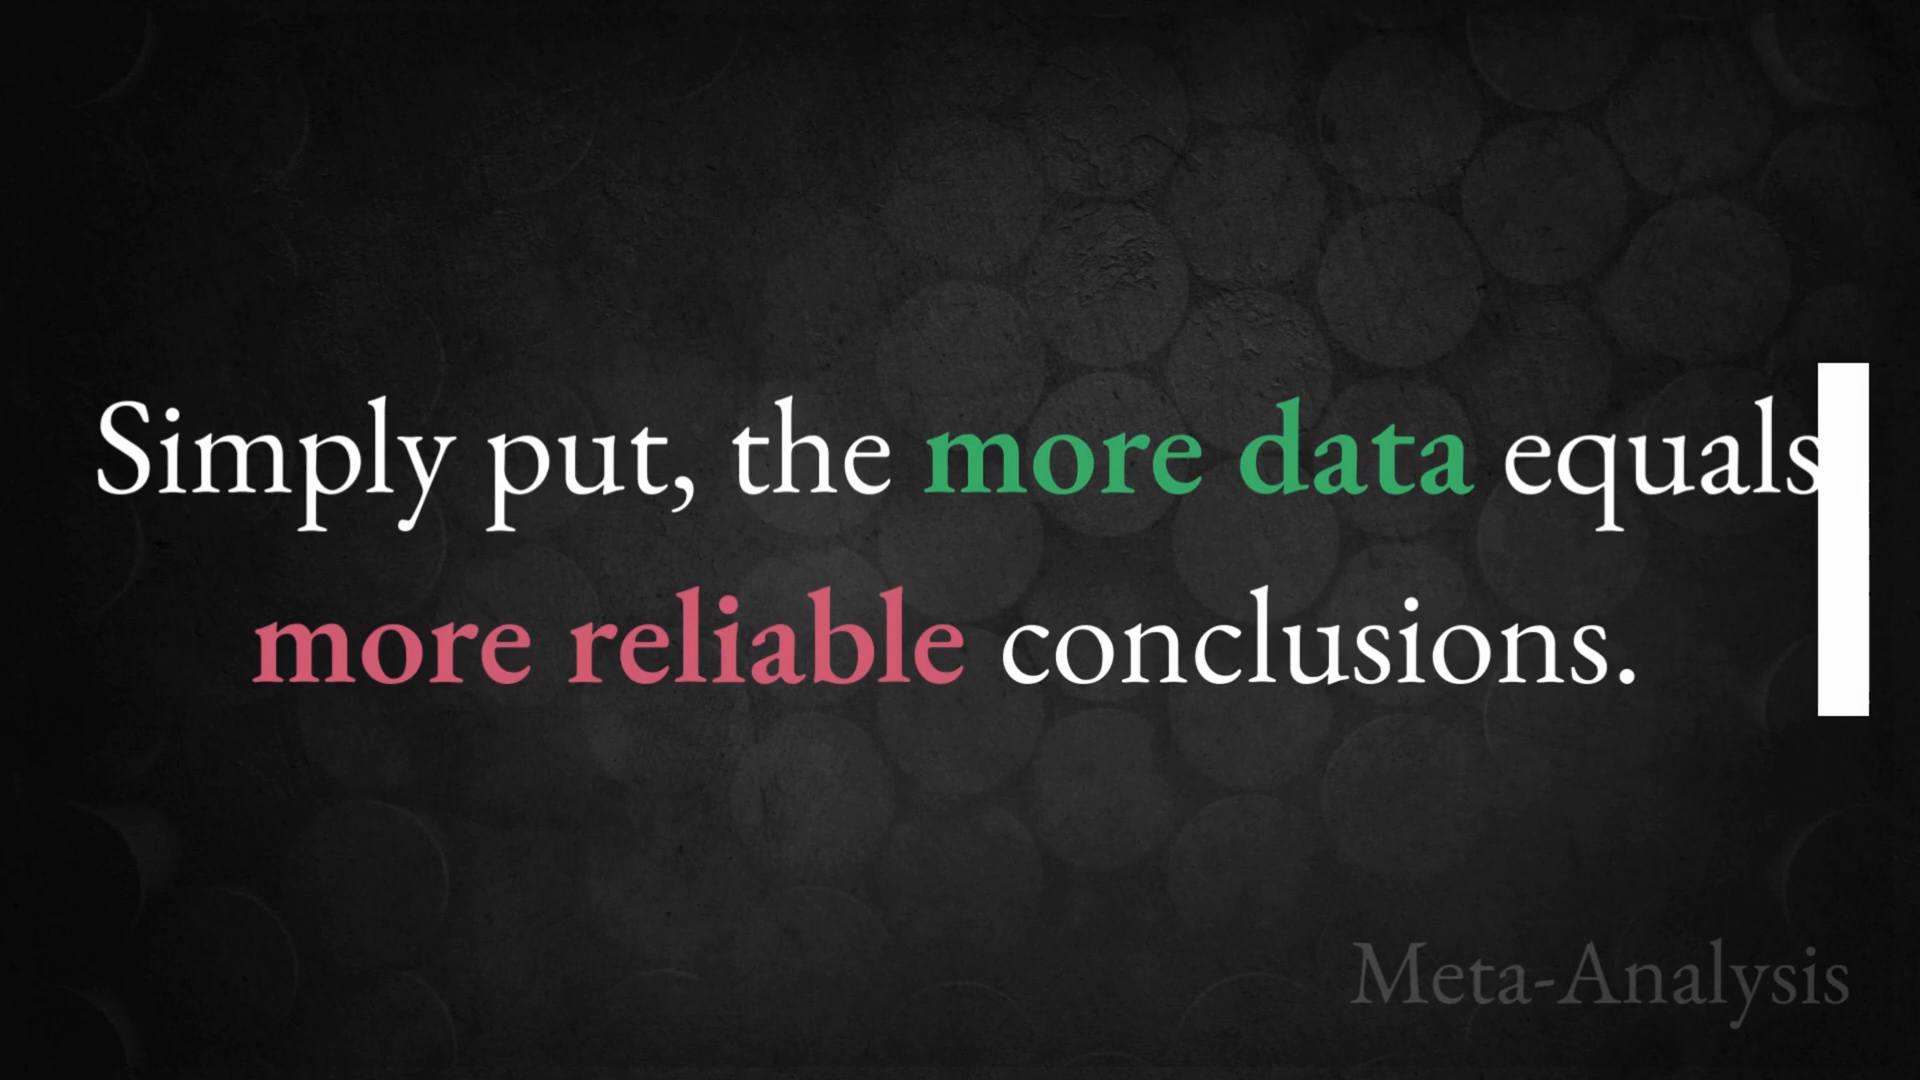 Simply put, the more data equals
more reliable conclusions.
Meta-Analysis